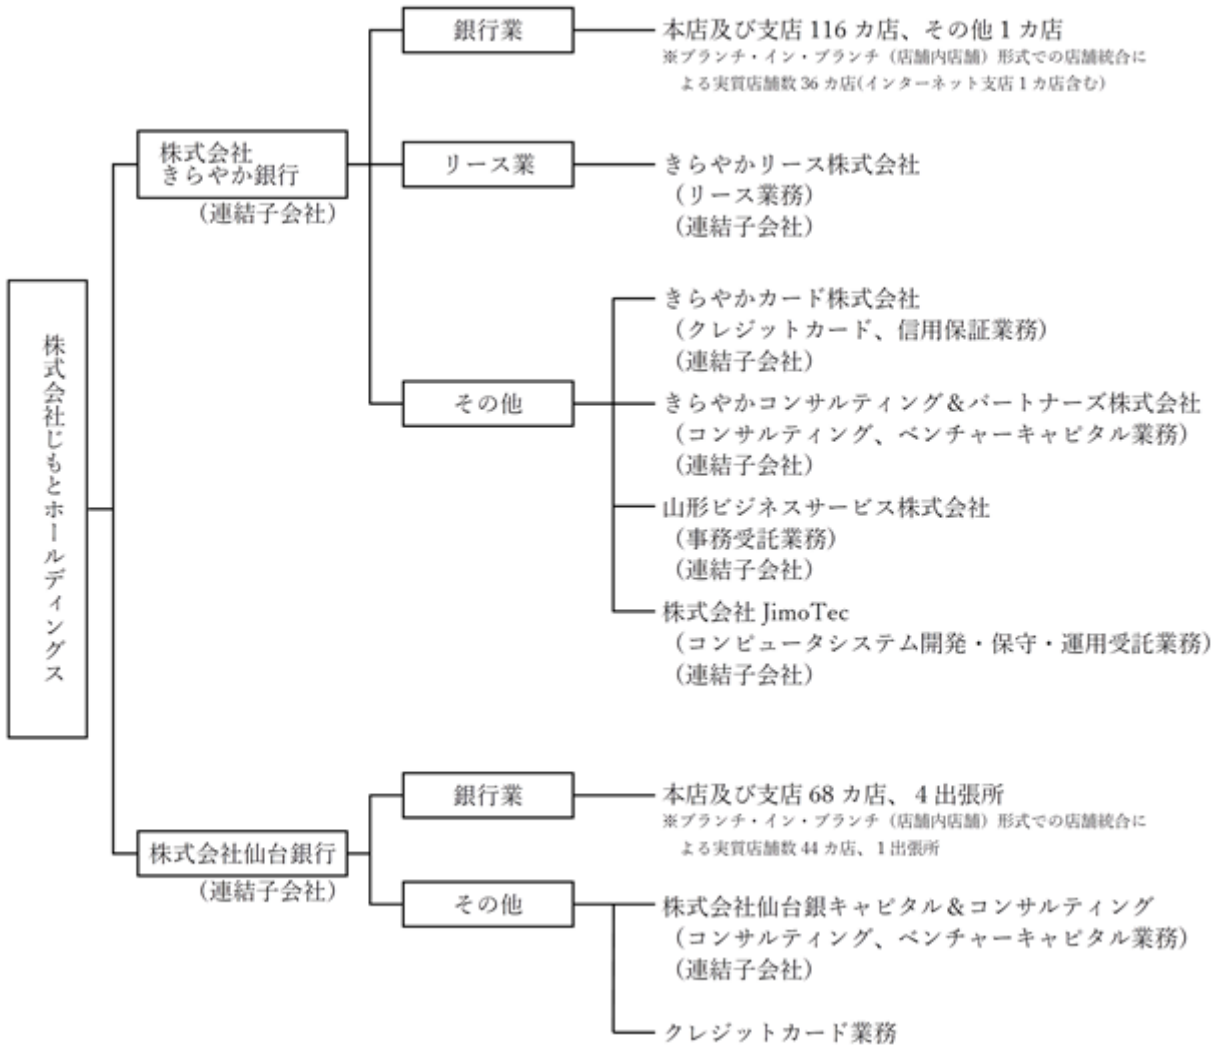 株式会社じもとホールディングス
株式会社
きらやか銀行
（連結子会社）
銀行業
本店及び支店 116 カ店、その他 1 カ店
※ブランチ・イン・ブランチ（店舗内店舗）形式での店舗統合に
よる実質店舗数 36 カ店(インターネット支店 1 カ店含む)
リース業
きらやかリース株式会社
（リース業務）
（連結子会社）
その他
きらやかカード株式会社
（クレジットカード、信用保証業務）
（連結子会社）
きらやかコンサルティング＆パートナーズ株式会社
（コンサルティング、ベンチャーキャピタル業務）
（連結子会社）
山形ビジネスサービス株式会社
（事務受託業務）
（連結子会社）
株式会社 JimoTec
（コンピュータシステム開発・保守・運用受託業務）
（連結子会社）
株式会社仙台銀行
（連結子会社）
銀行業
本店及び支店 68 カ店、 4 出張所
※ブランチ・イン・ブランチ（店舗内店舗）形式での店舗統合に
よる実質店舗数 44 カ店、 1 出張所
その他
株式会社仙台銀キャピタル＆コンサルティング
（コンサルティング、ベンチャーキャピタル業務）
（連結子会社）
クレジットカード業務